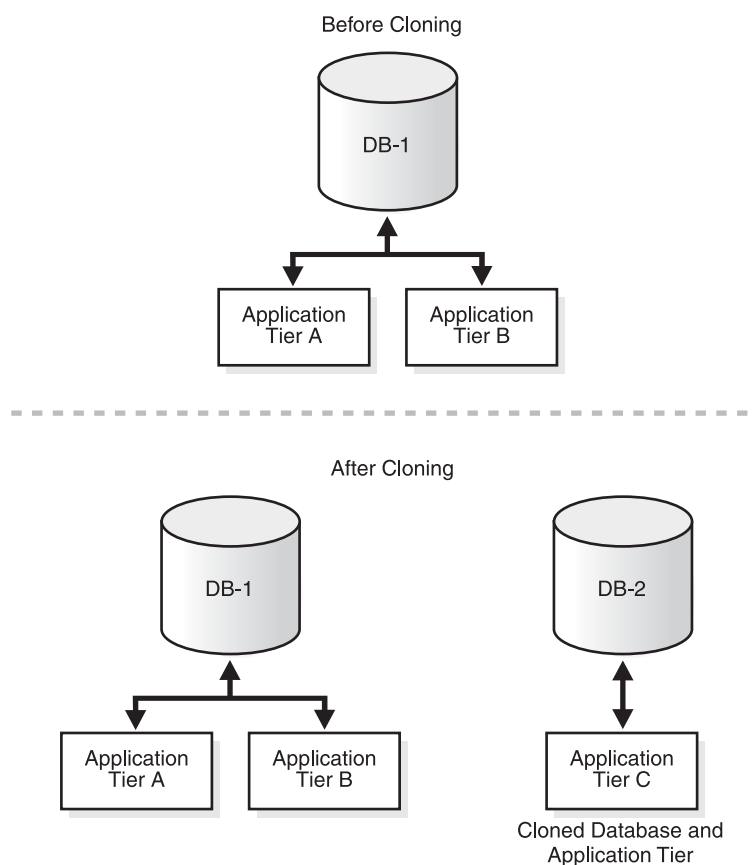 Before Cloning
DB-1
Application
Tier A
Application
Tier B
After Cloning
DB-1
DB-2
Application
Tier A
Application
Tier B
Application
Tier C
Cloned Database and
Application Tier